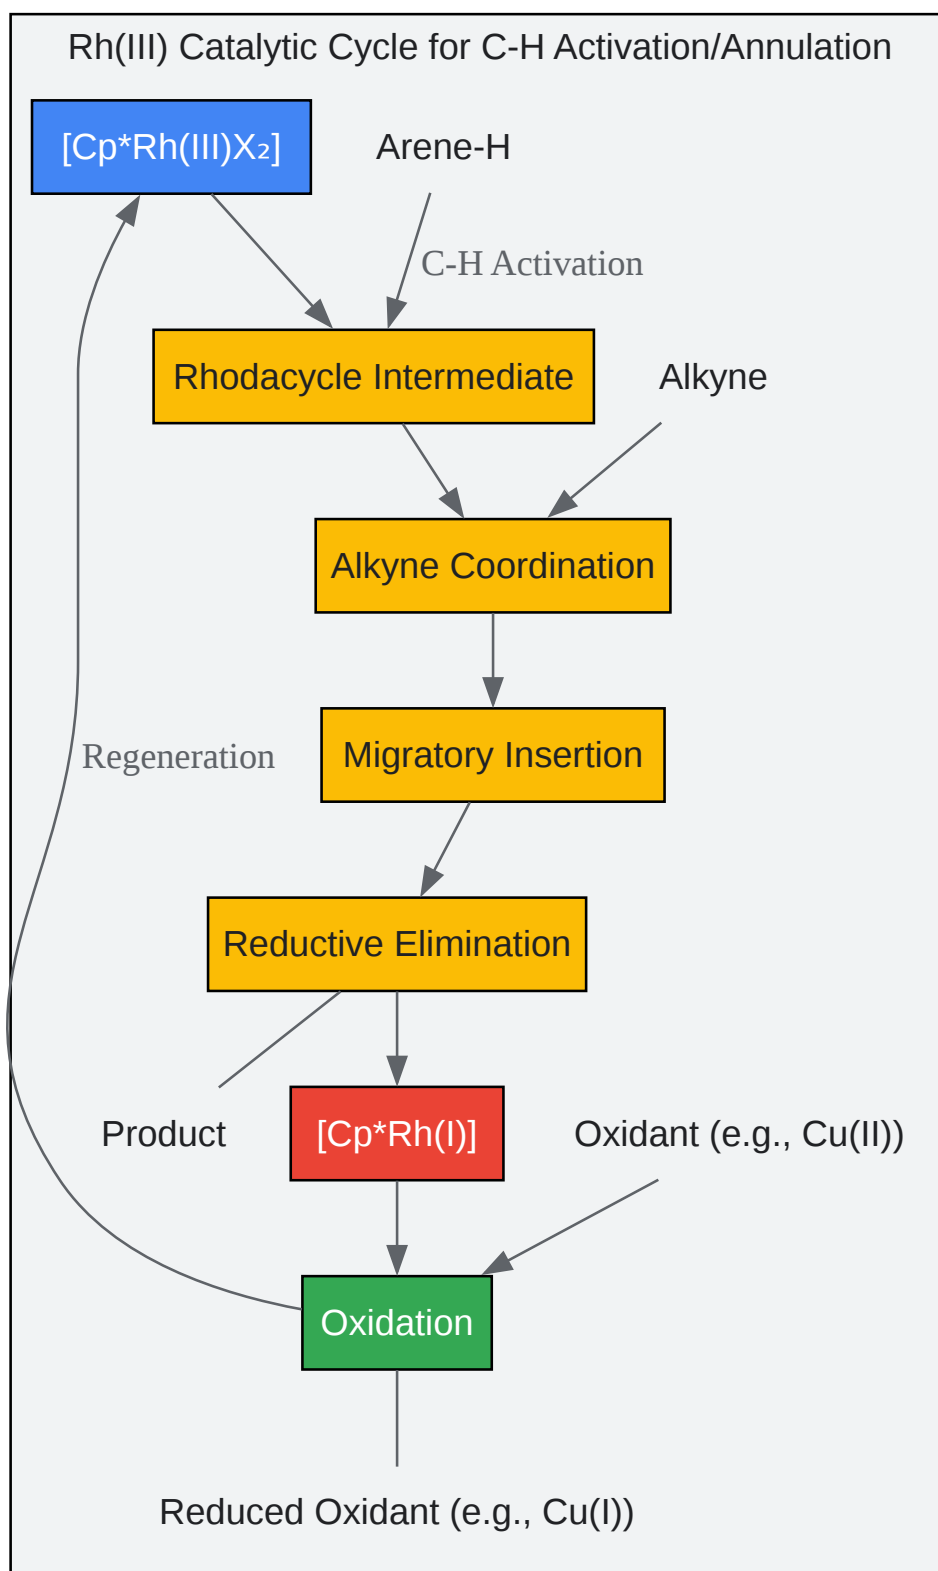 Rh(III) Catalytic Cycle for C-H Activation/Annulation
[Cp*Rh(III)X₂]
Arene-H
C-H Activation
Rhodacycle Intermediate
Alkyne
Alkyne Coordination
Migratory Insertion
Regeneration
Reductive Elimination
Product
[Cp*Rh(I)]
Oxidant (e.g., Cu(II))
Oxidation
Reduced Oxidant (e.g., Cu(I))